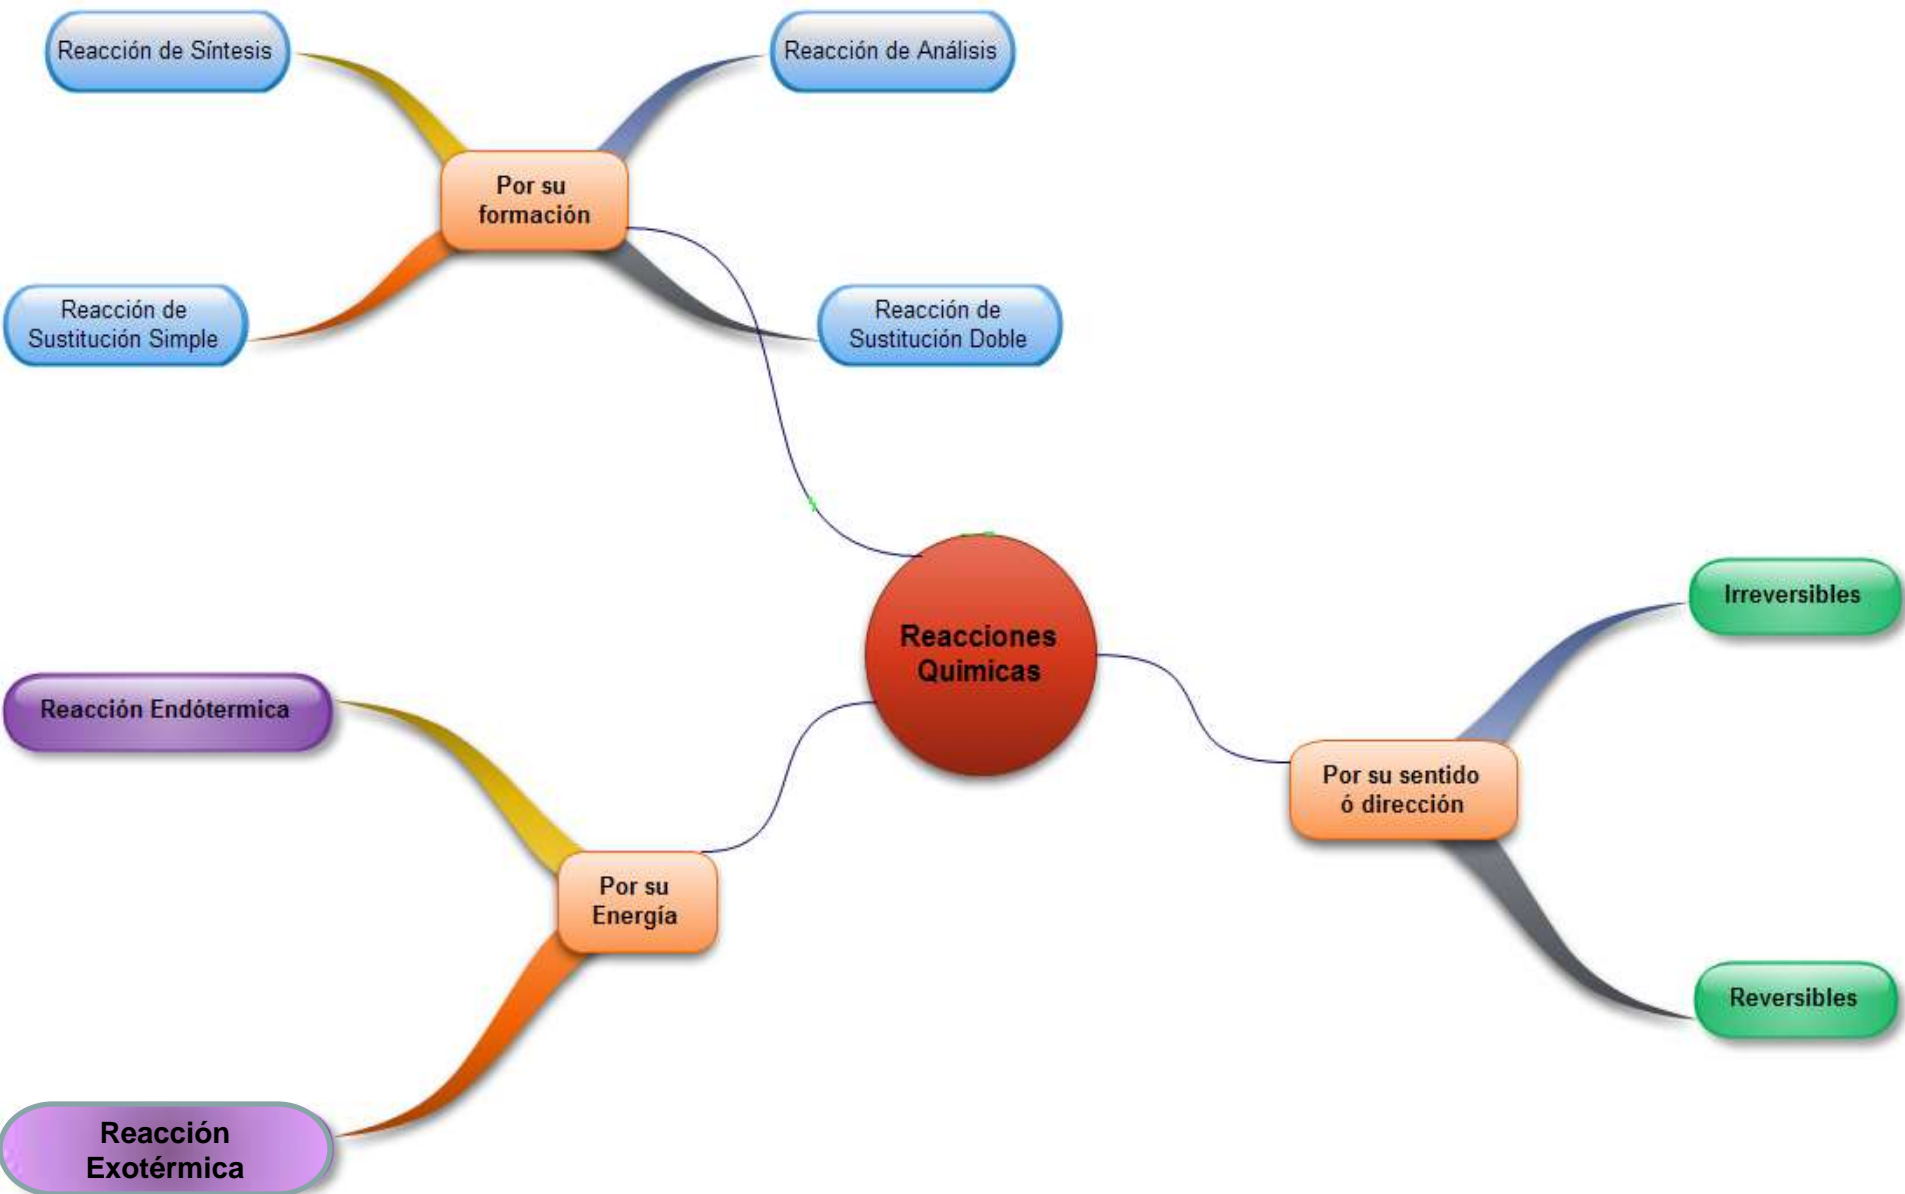 Reacción de Síntesis
Reacción de Análisis
Por su
formación
Reacción de
Sustitución Simple
Reacción de
Sustitución Doble
Reacciones
Quimicas
Irreversibles
Reacción Endótermica
Por su sentido
ó dirección
Por su
Energía
Reversibles
Reacción
Exotérmica